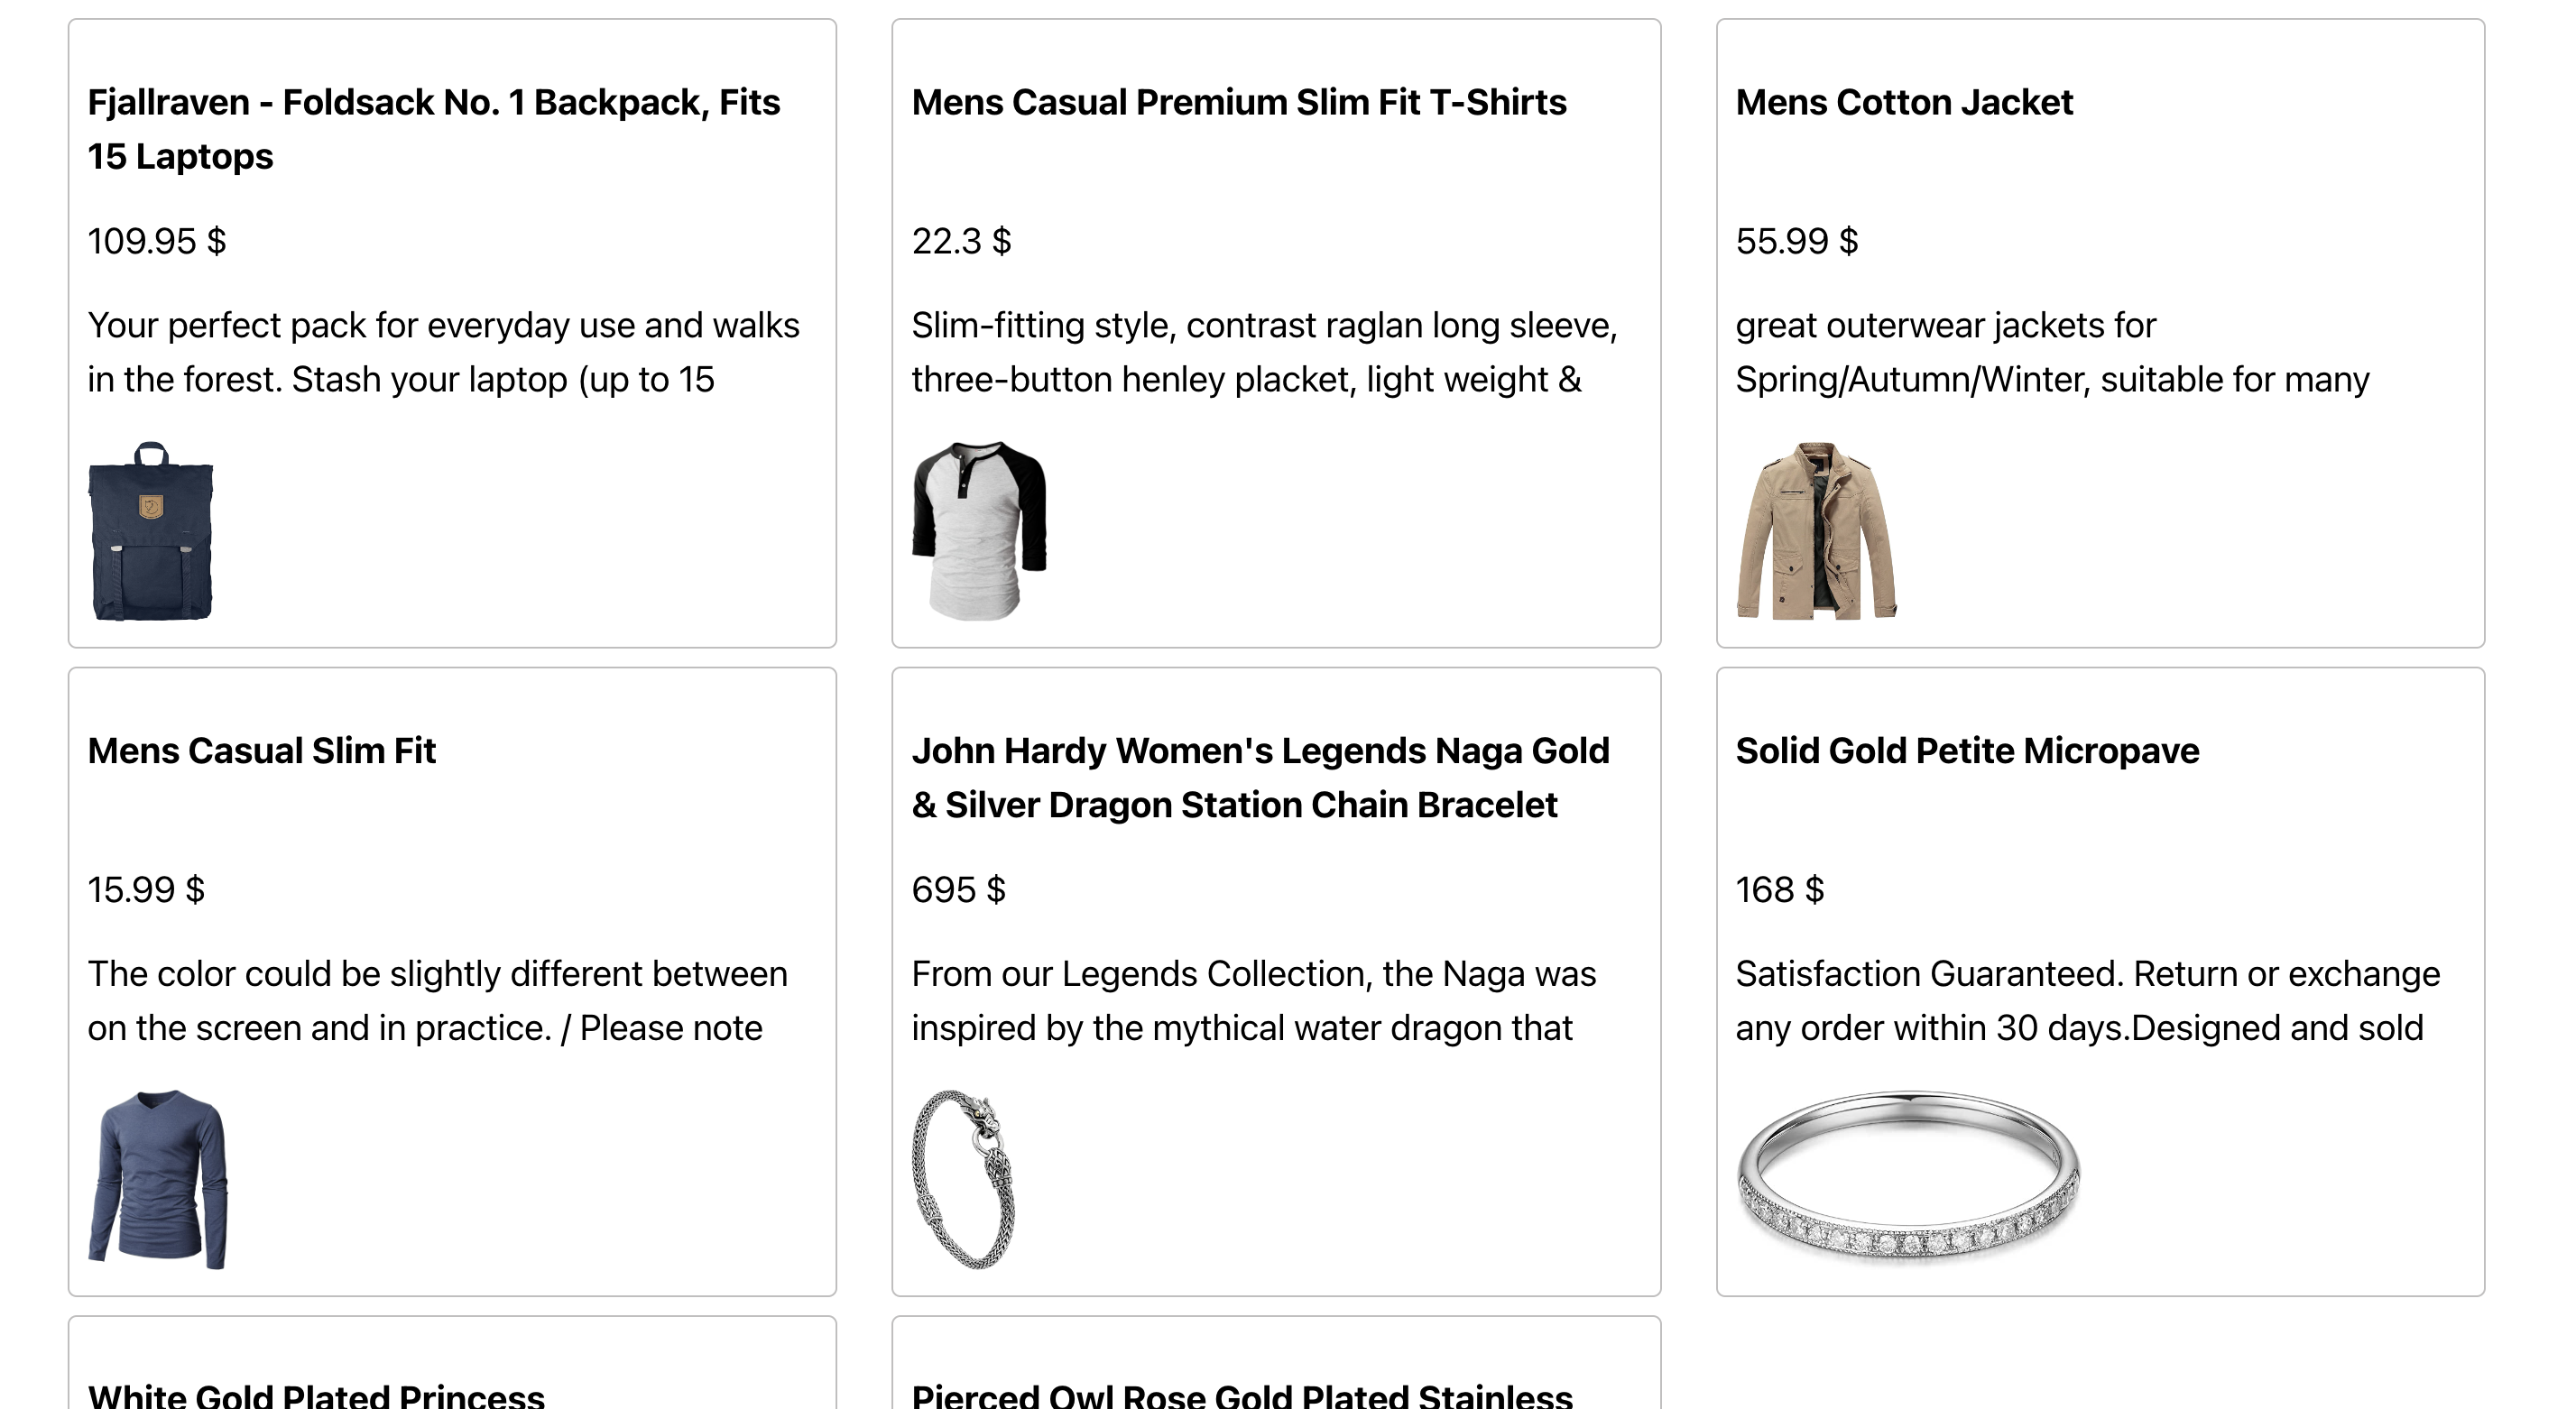 Fjallraven - Foldsack No. 1 Backpack, Fits
15 Laptops
109.95 $
Your perfect pack for everyday use and walks
in the forest. Stash your laptop (up to 15
Mens Casual Premium Slim Fit T-Shirts
22.3 $
Slim-fitting style, contrast raglan long sleeve,
three-button henley placket, light weight &
Mens Cotton Jacket
55.99 $
great outerwear jackets for
Spring/Autumn/Winter, suitable for many
Mens Casual Slim Fit
15.99 $
The color could be slightly different between
on the screen and in practice. / Please note
John Hardy Women's Legends Naga Gold
& Silver Dragon Station Chain Bracelet
695 $
From our Legends Collection, the Naga was
inspired by the mythical water dragon that
Solid Gold Petite Micropave
168 $
Satisfaction Guaranteed. Return or exchange
any order within 30 days.Designed and sold
White Gold Plated Princess
Pierced Owl Rose Gold Plated Stainless